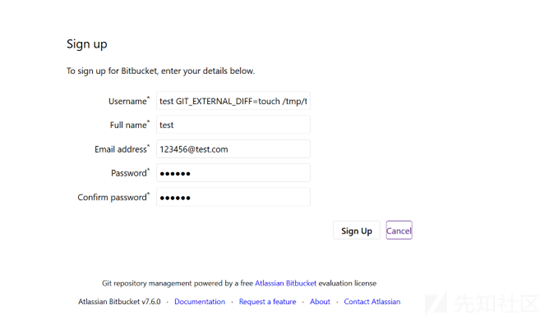 Sign up
To sign up for Bitbucket, enter your details below.
Username* test GIT_EXTERNAL_DIFF=touch /tmp/t
Full name* test
Email address* 123456@test.com
Password* ●●●●●●
Confirm password* ●●●●●●
Sign Up Cancel
Git repository management powered by a free Atlassian Bitbucket evaluation license
Atlassian Bitbucket v7.6.0 · Documentation · Request a feature · About · Contact Atlassian
先知社区